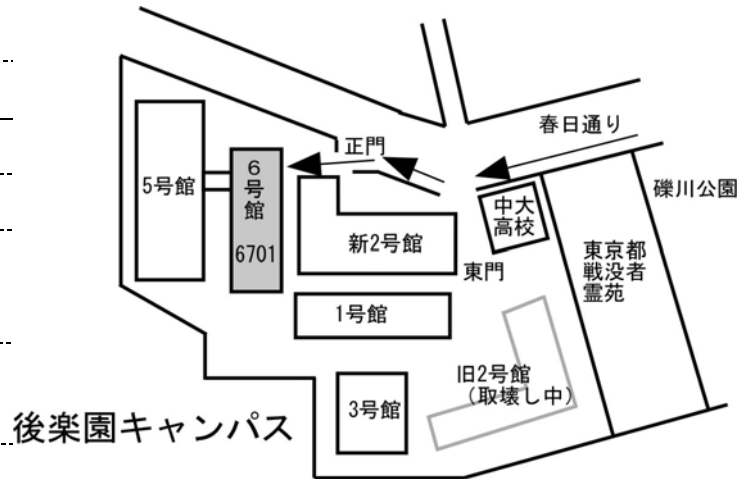 春日通り
正門
礫川公園
5号館
6
号
館
6701
中大
高校
新2号館
東門
東京都
戦没者
霊苑
1号館
旧2号館
（取壊し中）
3号館
後楽園キャンパス